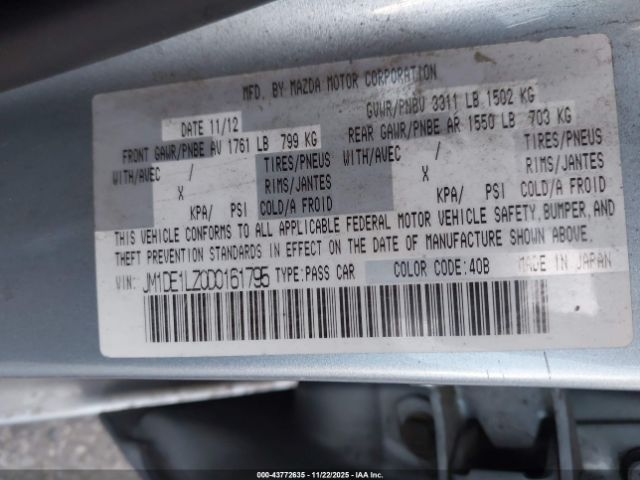 MFD. BY MAZDA MOTOR CORPORATION
DATE 11/12 GVWR/PNBV 3311 LB 1502 KG
FRONT GAWR/PNBE AV 1761 LB 799 KG REAR GAWR/PNBE AR 1550 LB 703 KG
WITH/AVEC / TIRES/PNEUS WITH/AVEC / TIRES/PNEUS
X RIMS/JANTES X RIMS/JANTES
KPA/ PSI COLD/A FROID KPA/ PSI COLD/A FROID
THIS VEHICLE CONFORMS TO ALL APPLICABLE FEDERAL MOTOR VEHICLE SAFETY, BUMPER, AND
THEFT PREVENTION STANDARDS IN EFFECT ON THE DATE OF MANUFACTURE SHOWN ABOVE.
VIN: JM1DE1LZ0D0161795 TYPE:PASS CAR COLOR CODE:40B MADE IN JAPAN
000-43772635 - 11/22/2025 - IAA Inc.